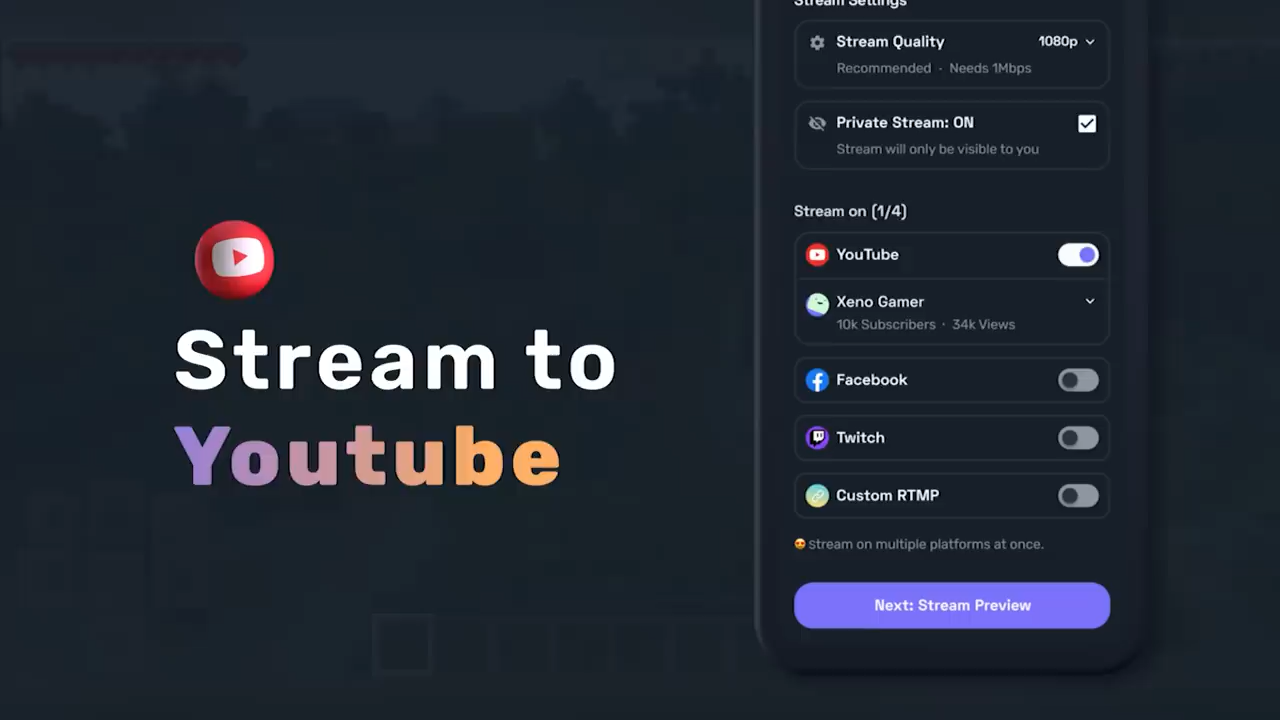 Stream to
Youtube
Stream Settings
Stream Quality 1080p
Recommended · Needs 1Mbps
Private Stream: ON
Stream will only be visible to you
Stream on (1/4)
YouTube
Xeno Gamer
10k Subscribers · 34k Views
Facebook
Twitch
Custom RTMP
stream on multiple platforms at once.
Next: Stream Preview